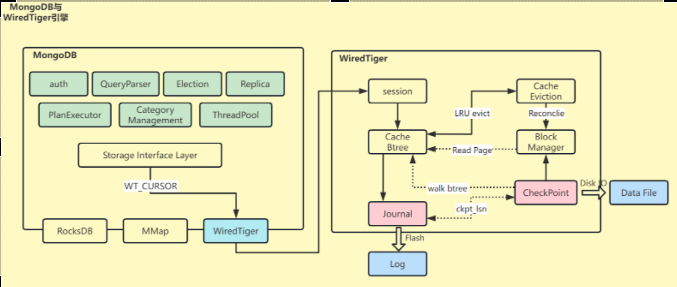 MongoDB与
WiredTiger引擎
MongoDB
auth
QueryParser
Election
Replica
PlanExecutor
Category
Management
ThreadPool
Storage Interface Layer
WT_CURSOR
RocksDB
MMap
WiredTiger
WiredTiger
session
Cache
Eviction
LRU evict
Reconclie
Cache
Btree
Read Page
Block
Manager
walk btree
CheckPoint
Disk IO
Data File
Journal
ckpt_lsn
Flash
Log